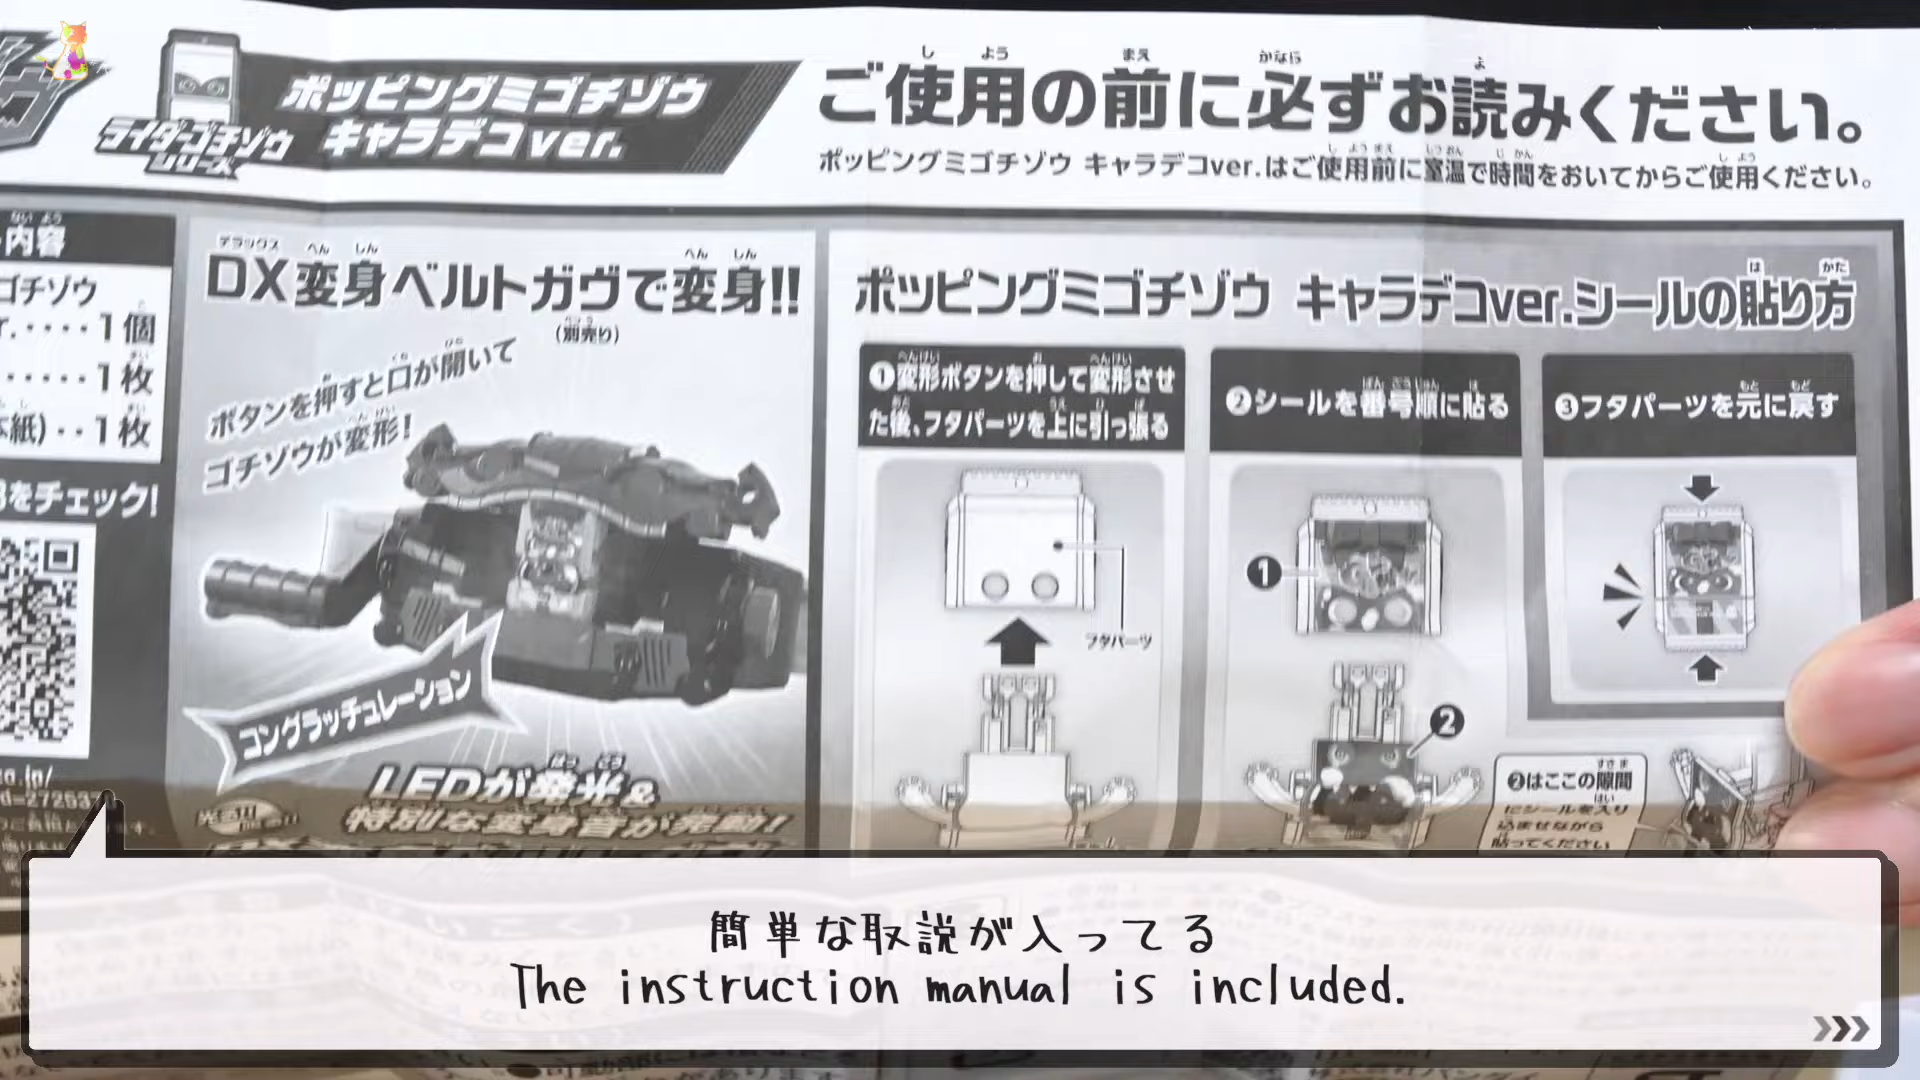 ライダゴチゾウ
シリーズ
ポッピングミゴチゾウ
キャラデコver.
ご使用の前に必ずお読みください。
ポッピングミゴチゾウ キャラデコver.はご使用前に室温で時間をおいてからご使用ください。
内容
ゴチゾウ
1個
1枚
本紙)‥1枚
をチェック!
DX変身ベルトガヴで変身!!
(別売り)
ボタンを押すと口が開いて
ゴチゾウが変形!
コングラッチュレーション
LEDが発光&
特別な変身音が発動!
ポッピングミゴチゾウ キャラデコver.シールの貼り方
❶変形ボタンを押して変形させ
た後、フタパーツを上に引っ張る
フタパーツ
❷シールを番号順に貼る
❶
❷
❸フタパーツを元に戻す
❷はここの隙間
にシールを入り
込ませながら
貼ってください
簡単な取説が入ってる
The instruction manual is included.